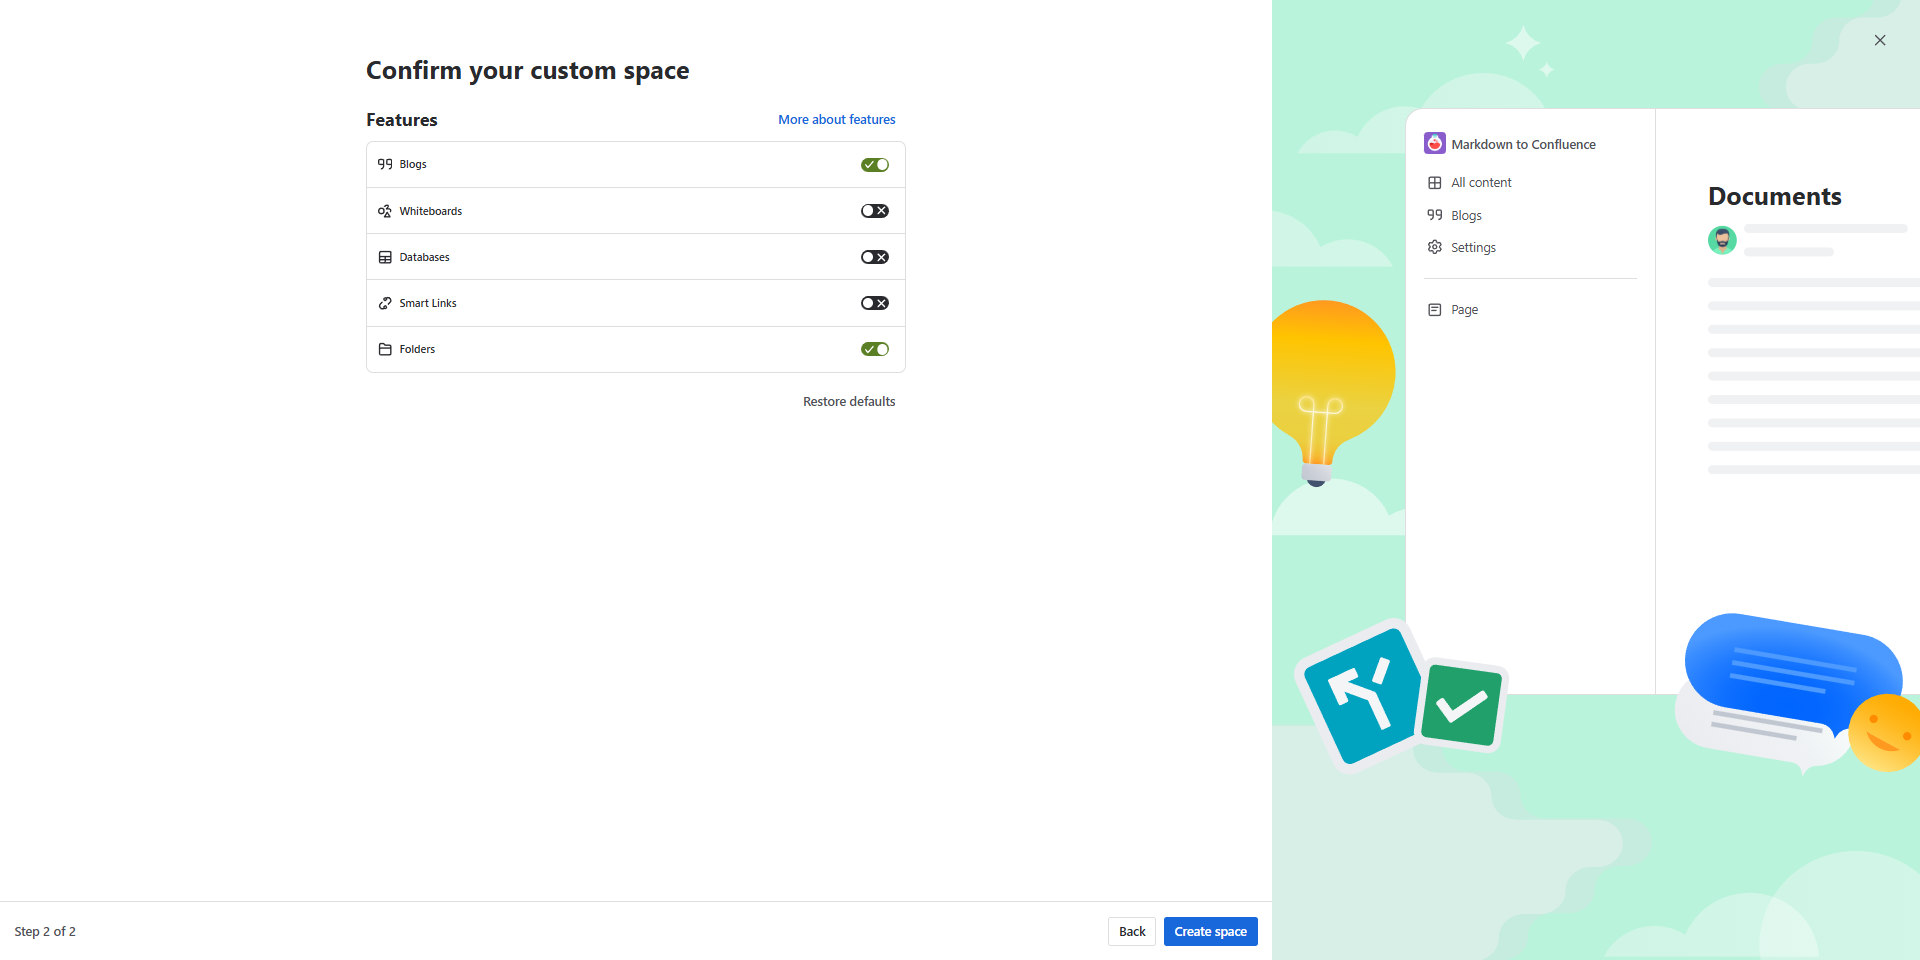 Confirm your custom space
Features
More about features
Blogs
Whiteboards
Databases
Smart Links
Folders
Restore defaults
Step 2 of 2
Back
Create space
Markdown to Confluence
All content
Blogs
Settings
Page
Documents